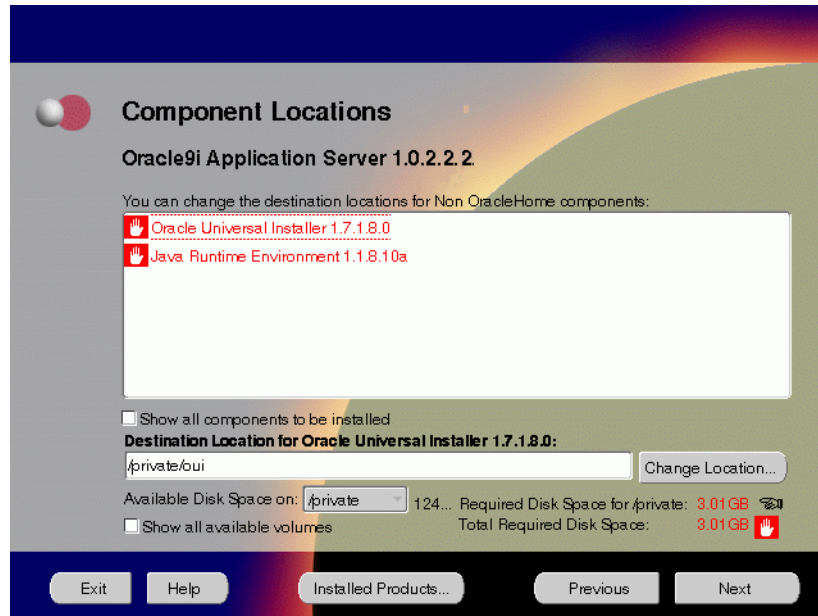 Component Locations
Oracle9i Application Server 1.0.2.2.2.
You can change the destination locations for Non OracleHome components:
Oracle Universal Installer 1.7.1.8.0
Java Runtime Environment 1.1.8.10a
Show all components to be installed
Destination Location for Oracle Universal Installer 1.7.1.8.0:
/private/oui
Change Location...
Available Disk Space on: /private 124... Required Disk Space for /private: 3.01GB
Show all available volumes Total Required Disk Space: 3.01GB
Exit Help Installed Products... Previous Next